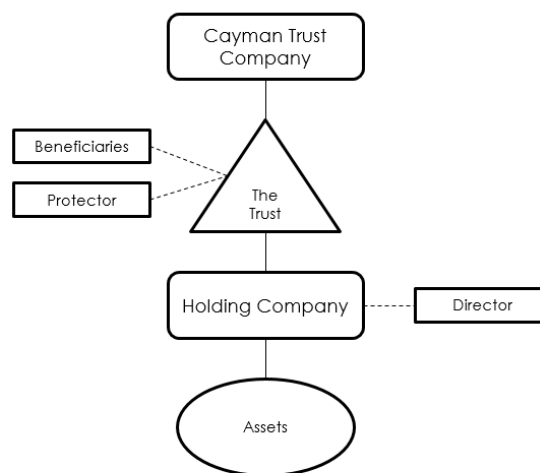 Cayman Trust
Company
Beneficiaries
Protector
The
Trust
Holding Company
Director
Assets